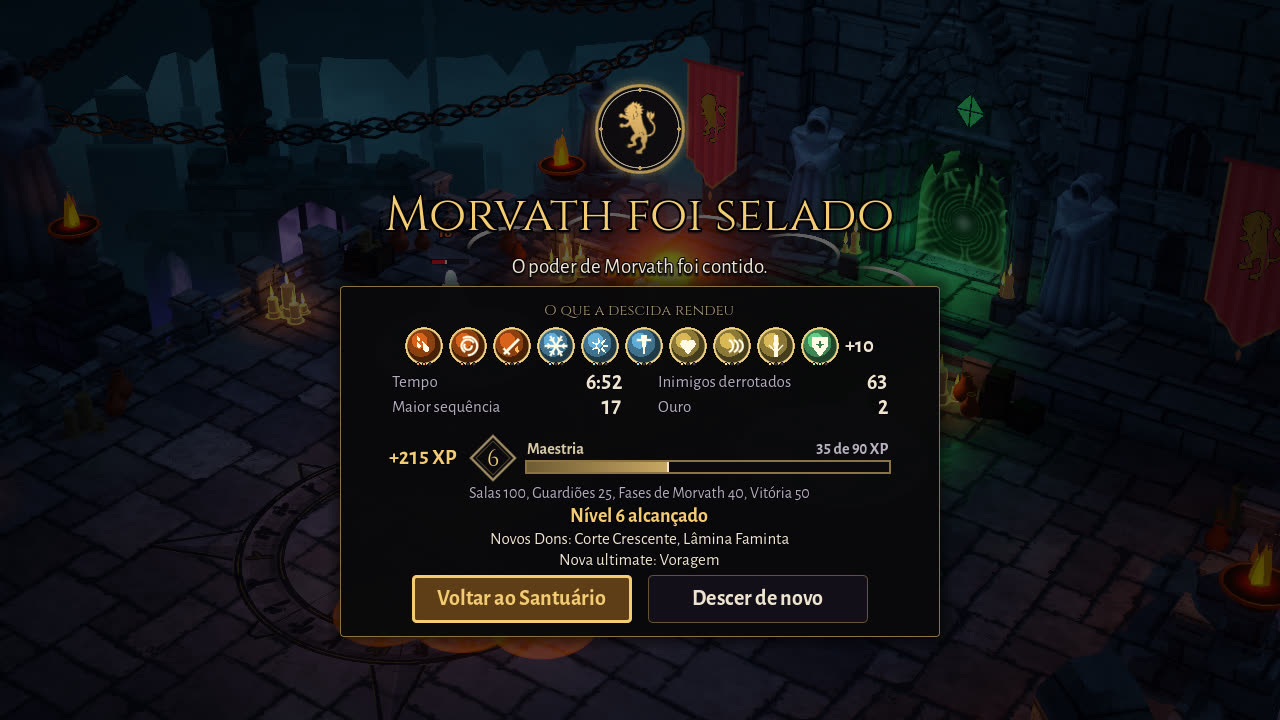 Morvath foi selado
O poder de Morvath foi contido.
O que a descida rendeu
+10
Tempo 6:52 Inimigos derrotados 63
Maior sequência 17 Ouro 2
+215 XP 6 Maestria 35 de 90 XP
Salas 100, Guardiões 25, Fases de Morvath 40, Vitória 50
Nível 6 alcançado
Novos Dons: Corte Crescente, Lâmina Faminta
Nova ultimate: Voragem
Voltar ao Santuário Descer de novo